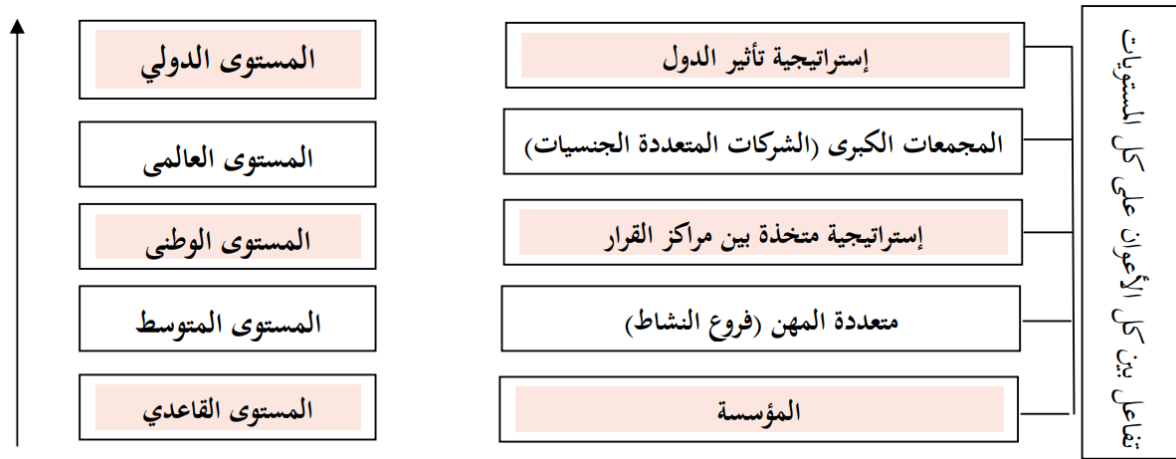 تفاعل بين كل الأعوان على كل المستويات
إستراتيجية تأثير الدول
المستوى الدولي
المجمعات الكبرى (الشركات المتعددة الجنسيات)
المستوى العالمى
إستراتيجية متخذة بين مراكز القرار
المستوى الوطنى
متعددة المهن (فروع النشاط)
المستوى المتوسط
المؤسسة
المستوى القاعدي